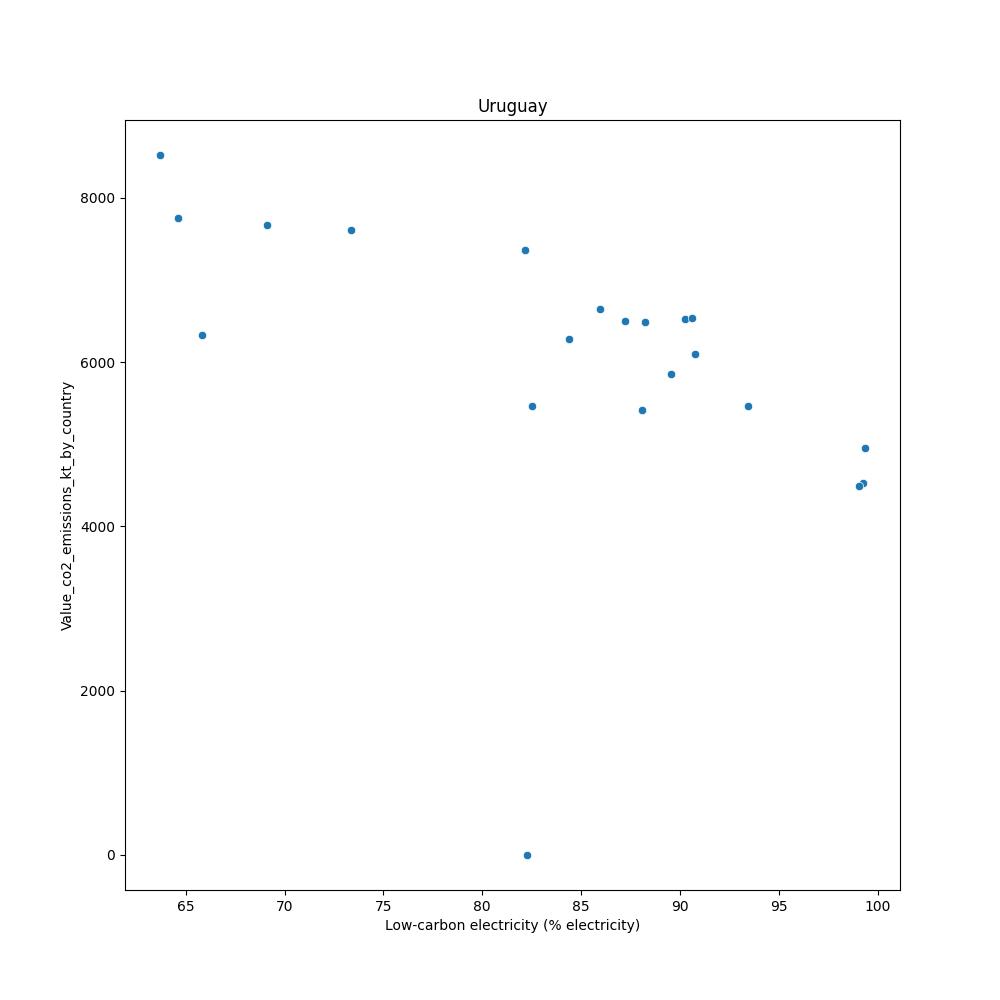 Uruguay
8000
6000
4000
2000
0
Value_co2_emissions_kt_by_country
65 70 75 80 85 90 95 100
Low-carbon electricity (% electricity)